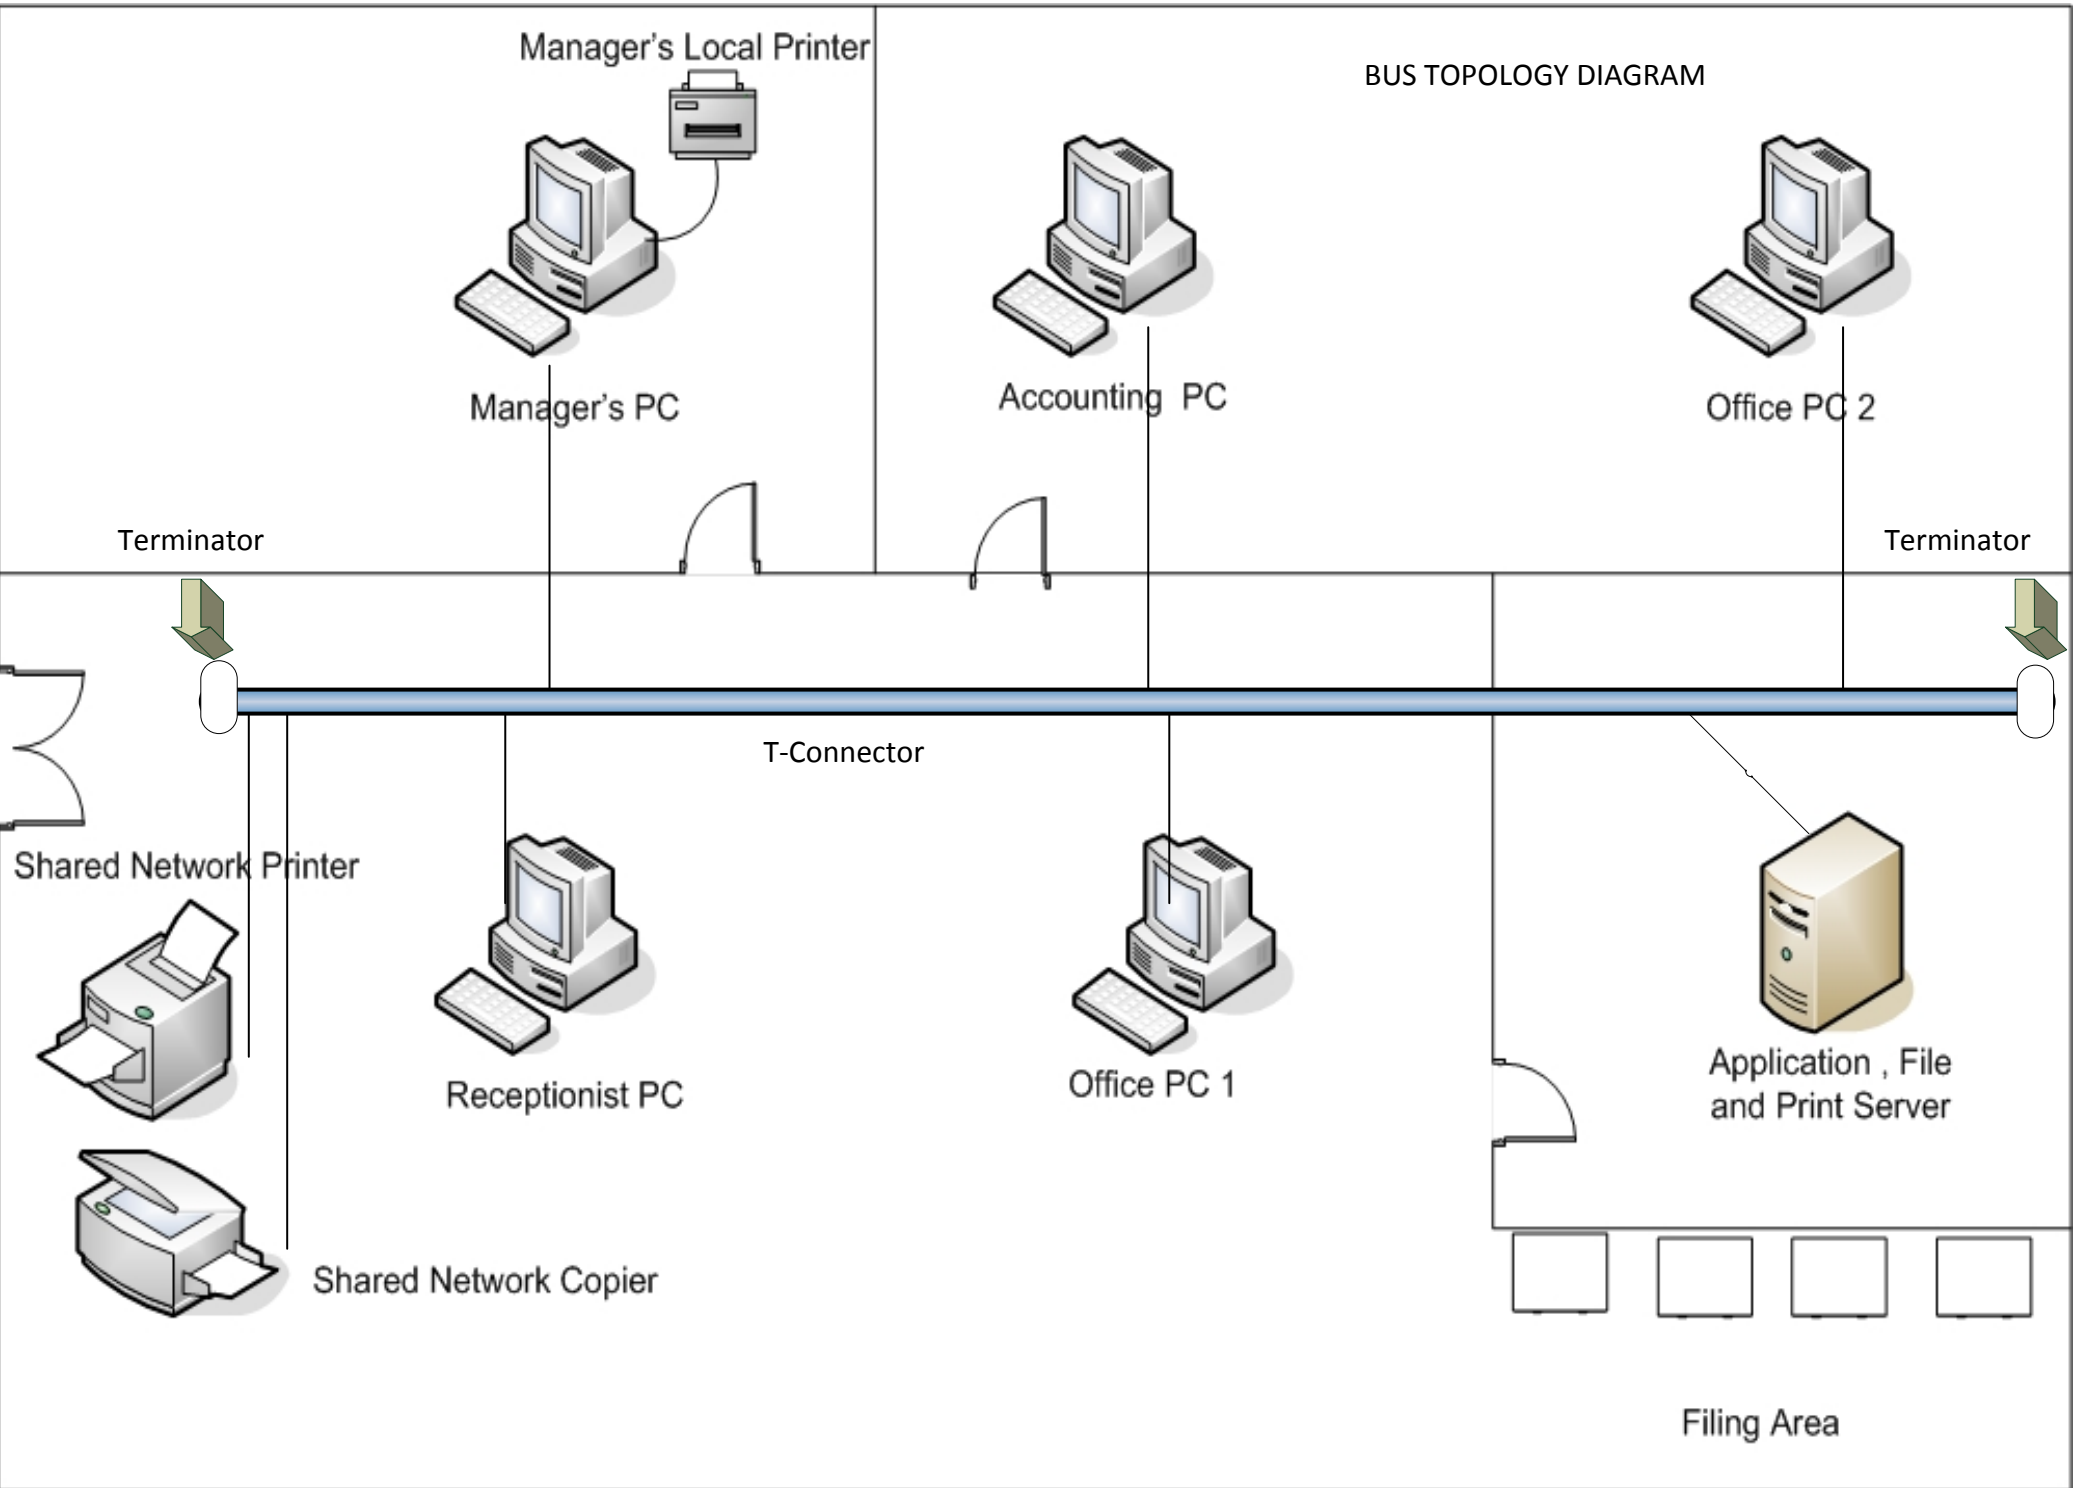 Manager's Local Printer
BUS TOPOLOGY DIAGRAM
Manager's PC
Accounting PC
Office PC 2
Terminator
Terminator
T-Connector
Shared Network Printer
Receptionist PC
Office PC 1
Application , File
and Print Server
Shared Network Copier
Filing Area